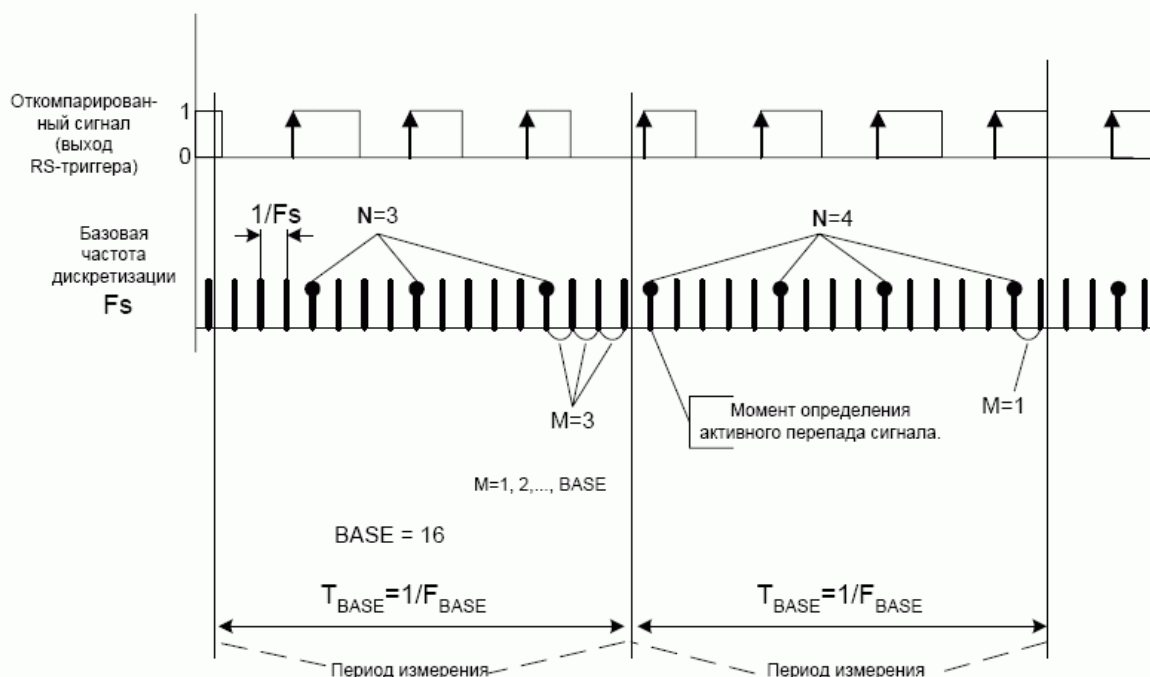 Откомпарирован-
ный сигнал
(выход
RS-триггера)
1
0
1/Fs
N=3
N=4
Базовая
частота
дискретизации
Fs
M=3
Момент определения
активного перепада сигнала.
M=1
M=1, 2,..., BASE
BASE = 16
TBASE=1/FBASE
TBASE=1/FBASE
Период измерения
Период измерения